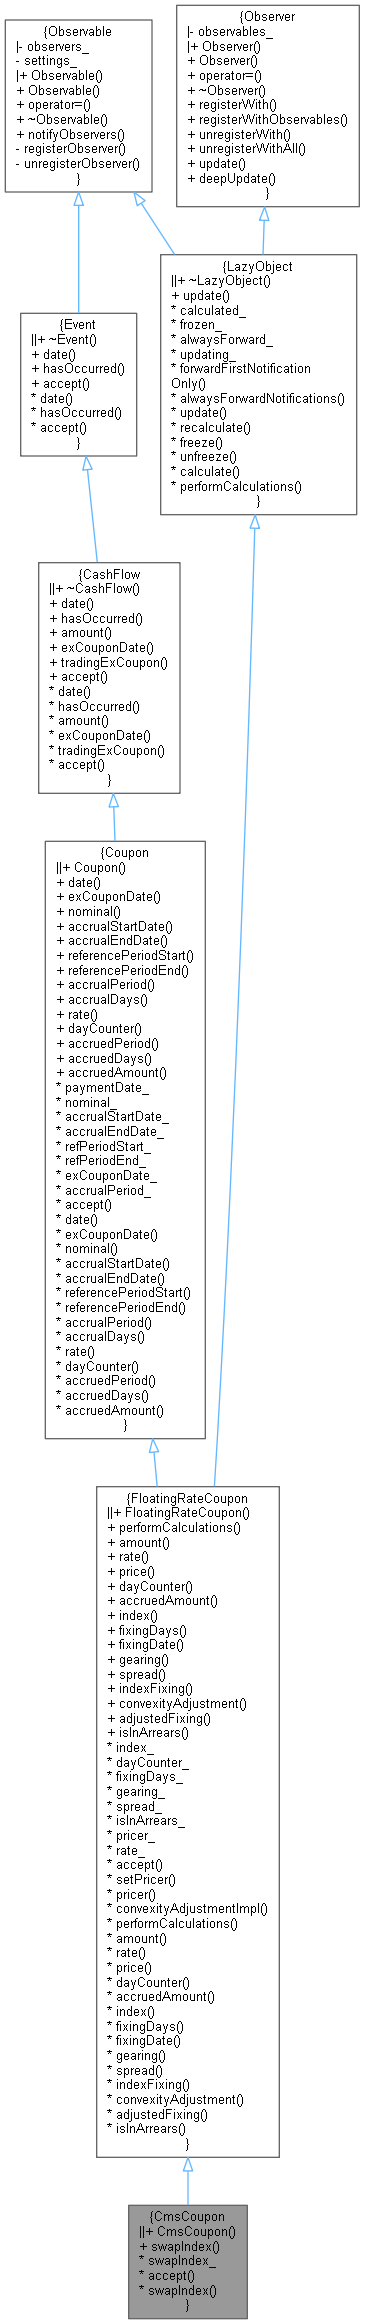 {Observable
|- observers_
- settings_
|+ Observable()
+ Observable()
+ operator=()
+ ~Observable()
+ notifyObservers()
- registerObserver()
- unregisterObserver()
}
{Observer
|- observables_
|+ Observer()
+ Observer()
+ operator=()
+ ~Observer()
+ registerWith()
+ registerWithObservables()
+ unregisterWith()
+ unregisterWithAll()
+ update()
+ deepUpdate()
}
{LazyObject
||+ ~LazyObject()
+ update()
* calculated_
* frozen_
* alwaysForward_
* updating_
* forwardFirstNotification
Only()
* alwaysForwardNotifications()
* update()
* recalculate()
* freeze()
* unfreeze()
* calculate()
* performCalculations()
}
{Event
||+ ~Event()
+ date()
+ hasOccurred()
+ accept()
* date()
* hasOccurred()
* accept()
}
{CashFlow
||+ ~CashFlow()
+ date()
+ hasOccurred()
+ amount()
+ exCouponDate()
+ tradingExCoupon()
+ accept()
* date()
* hasOccurred()
* amount()
* exCouponDate()
* tradingExCoupon()
* accept()
}
{Coupon
||+ Coupon()
+ date()
+ exCouponDate()
+ nominal()
+ accrualStartDate()
+ accrualEndDate()
+ referencePeriodStart()
+ referencePeriodEnd()
+ accrualPeriod()
+ accrualDays()
+ rate()
+ dayCounter()
+ accruedPeriod()
+ accruedDays()
+ accruedAmount()
* paymentDate_
* nominal_
* accrualStartDate_
* accrualEndDate_
* refPeriodStart_
* refPeriodEnd_
* exCouponDate_
* accrualPeriod_
* accept()
* date()
* exCouponDate()
* nominal()
* accrualStartDate()
* accrualEndDate()
* referencePeriodStart()
* referencePeriodEnd()
* accrualPeriod()
* accrualDays()
* rate()
* dayCounter()
* accruedPeriod()
* accruedDays()
* accruedAmount()
}
{FloatingRateCoupon
||+ FloatingRateCoupon()
+ performCalculations()
+ amount()
+ rate()
+ price()
+ dayCounter()
+ accruedAmount()
+ index()
+ fixingDays()
+ fixingDate()
+ gearing()
+ spread()
+ indexFixing()
+ convexityAdjustment()
+ adjustedFixing()
+ isInArrears()
* index_
* dayCounter_
* fixingDays_
* gearing_
* spread_
* isInArrears_
* pricer_
* rate_
* accept()
* setPricer()
* pricer()
* convexityAdjustmentImpl()
* performCalculations()
* amount()
* rate()
* price()
* dayCounter()
* accruedAmount()
* index()
* fixingDays()
* fixingDate()
* gearing()
* spread()
* indexFixing()
* convexityAdjustment()
* adjustedFixing()
* isInArrears()
}
{CmsCoupon
||+ CmsCoupon()
+ swapIndex()
* swapIndex_
* accept()
* swapIndex()
}